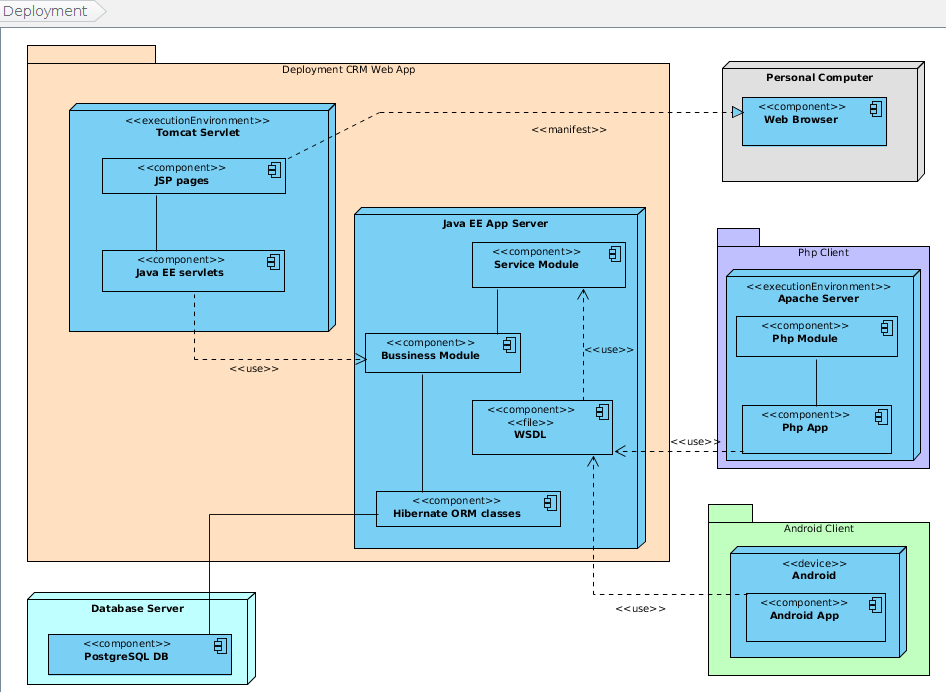 Deployment
Deployment CRM Web App
<<executionEnvironment>>
Tomcat Servlet
<<component>>
JSP pages
<<component>>
Java EE servlets
<<use>>
<<manifest>>
Java EE App Server
<<component>>
Service Module
<<component>>
Bussiness Module
<<use>>
<<component>>
<<file>>
WSDL
<<component>>
Hibernate ORM classes
Personal Computer
<<component>>
Web Browser
Php Client
<<executionEnvironment>>
Apache Server
<<component>>
Php Module
<<component>>
Php App
<<use>>
Android Client
<<device>>
Android
<<component>>
Android App
<<use>>
Database Server
<<component>>
PostgreSQL DB